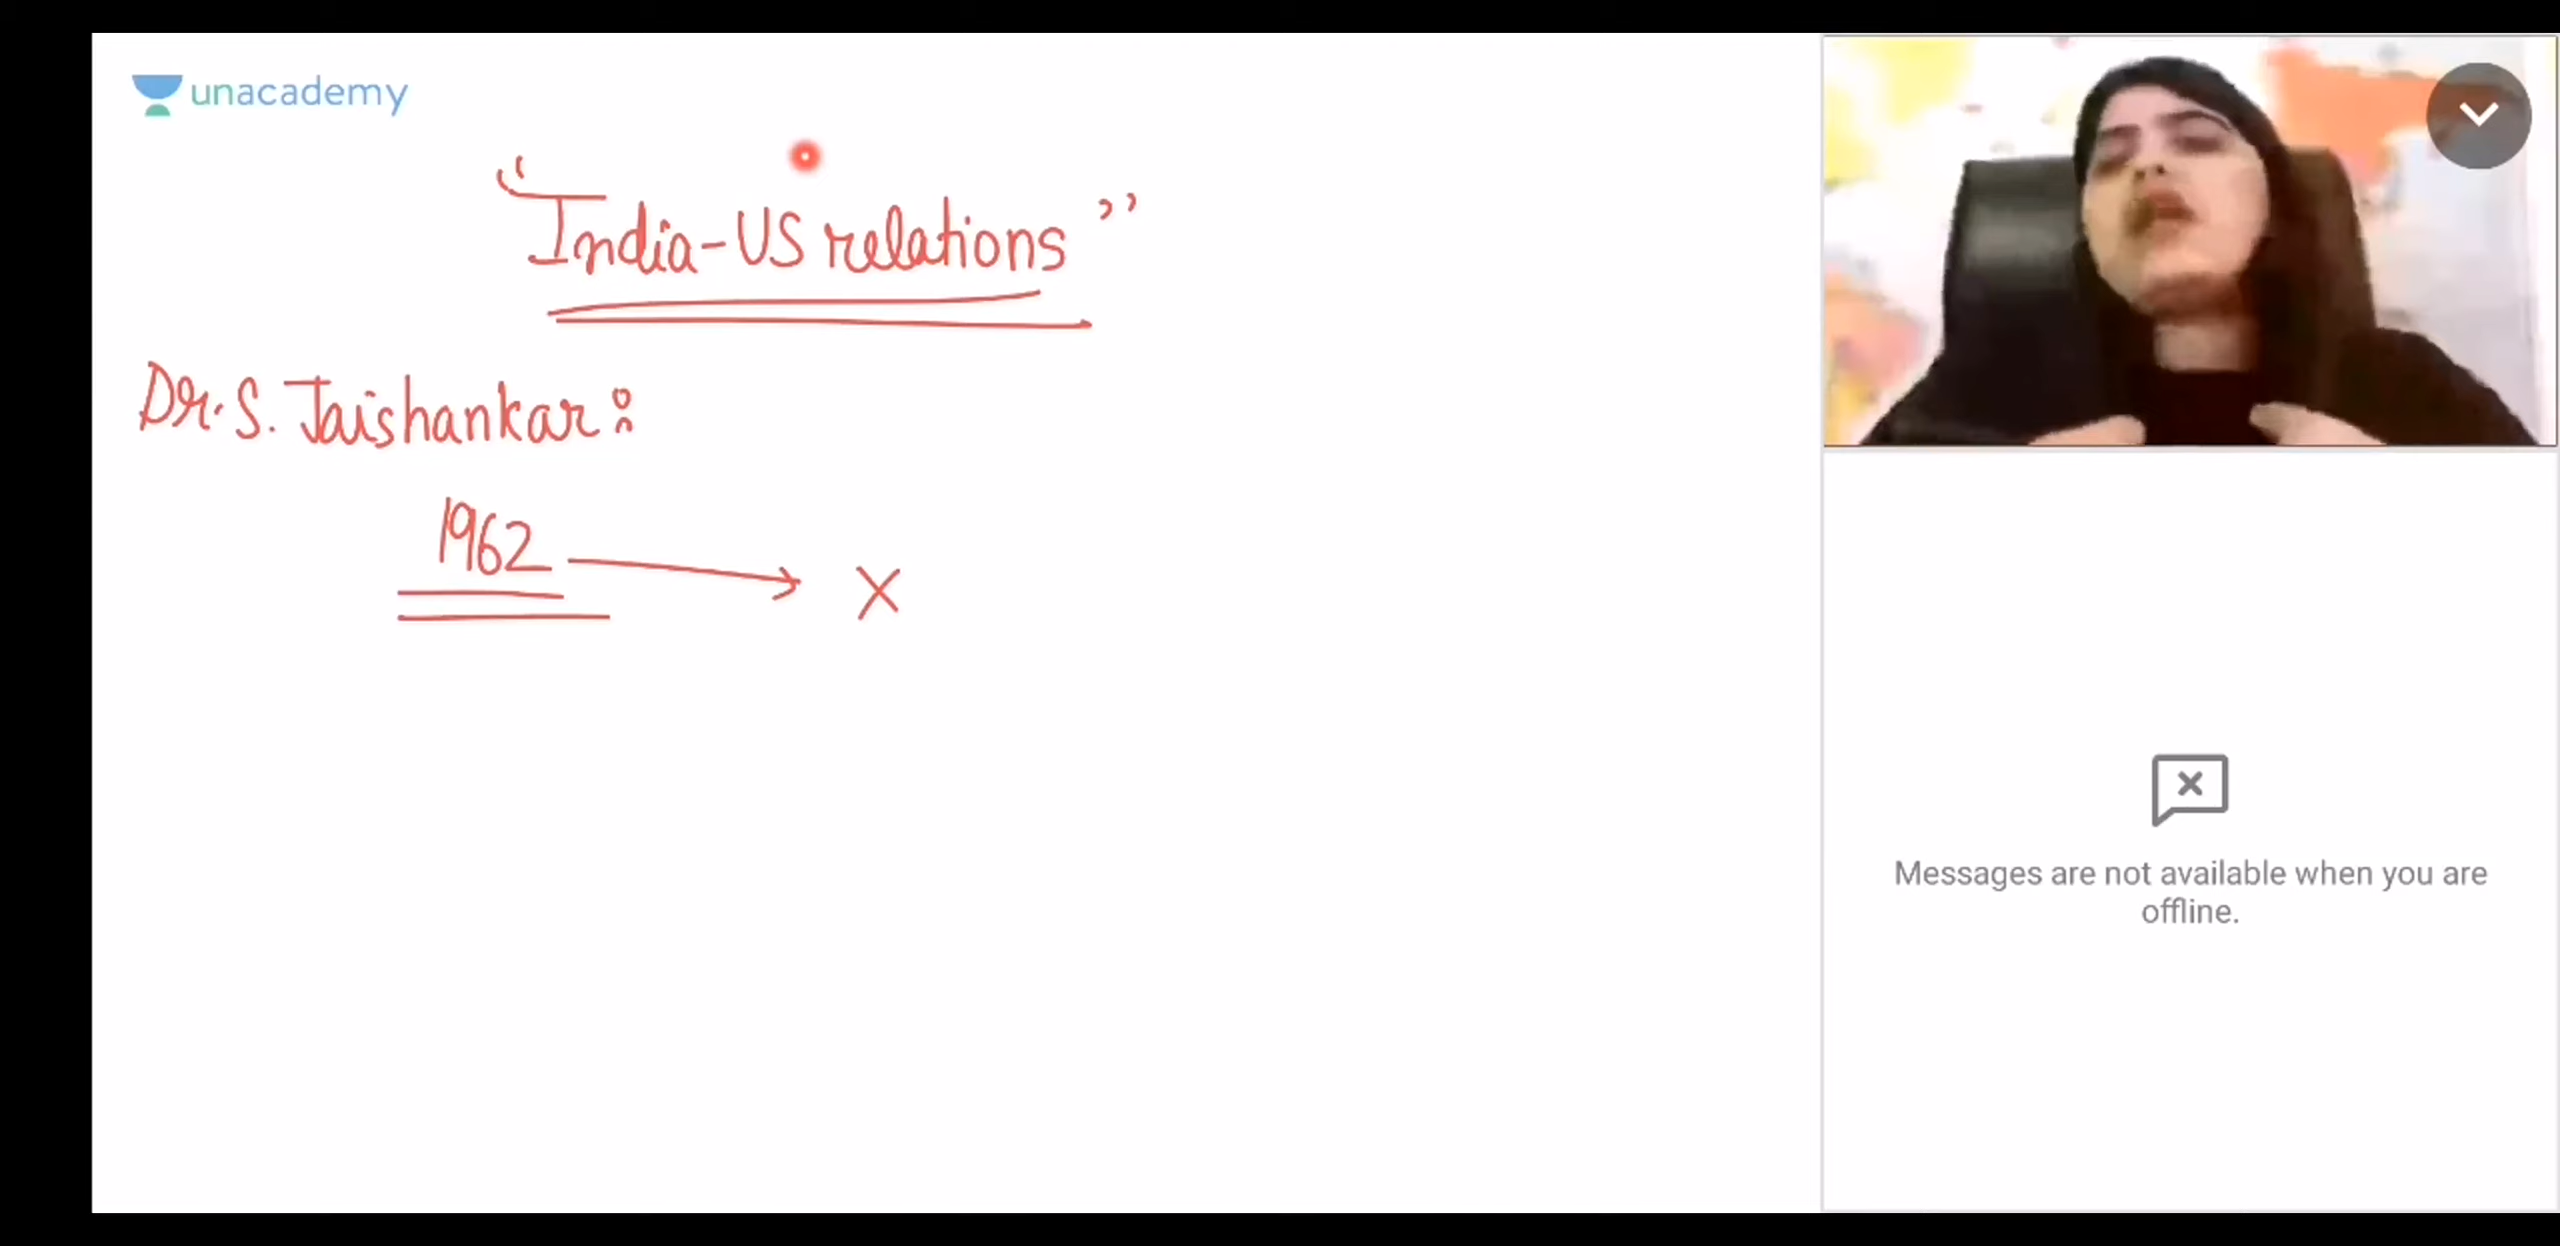 unacademy
"India-US relations"
Dr. S. Jaishankar:
1962 → X
Messages are not available when you are
offline.